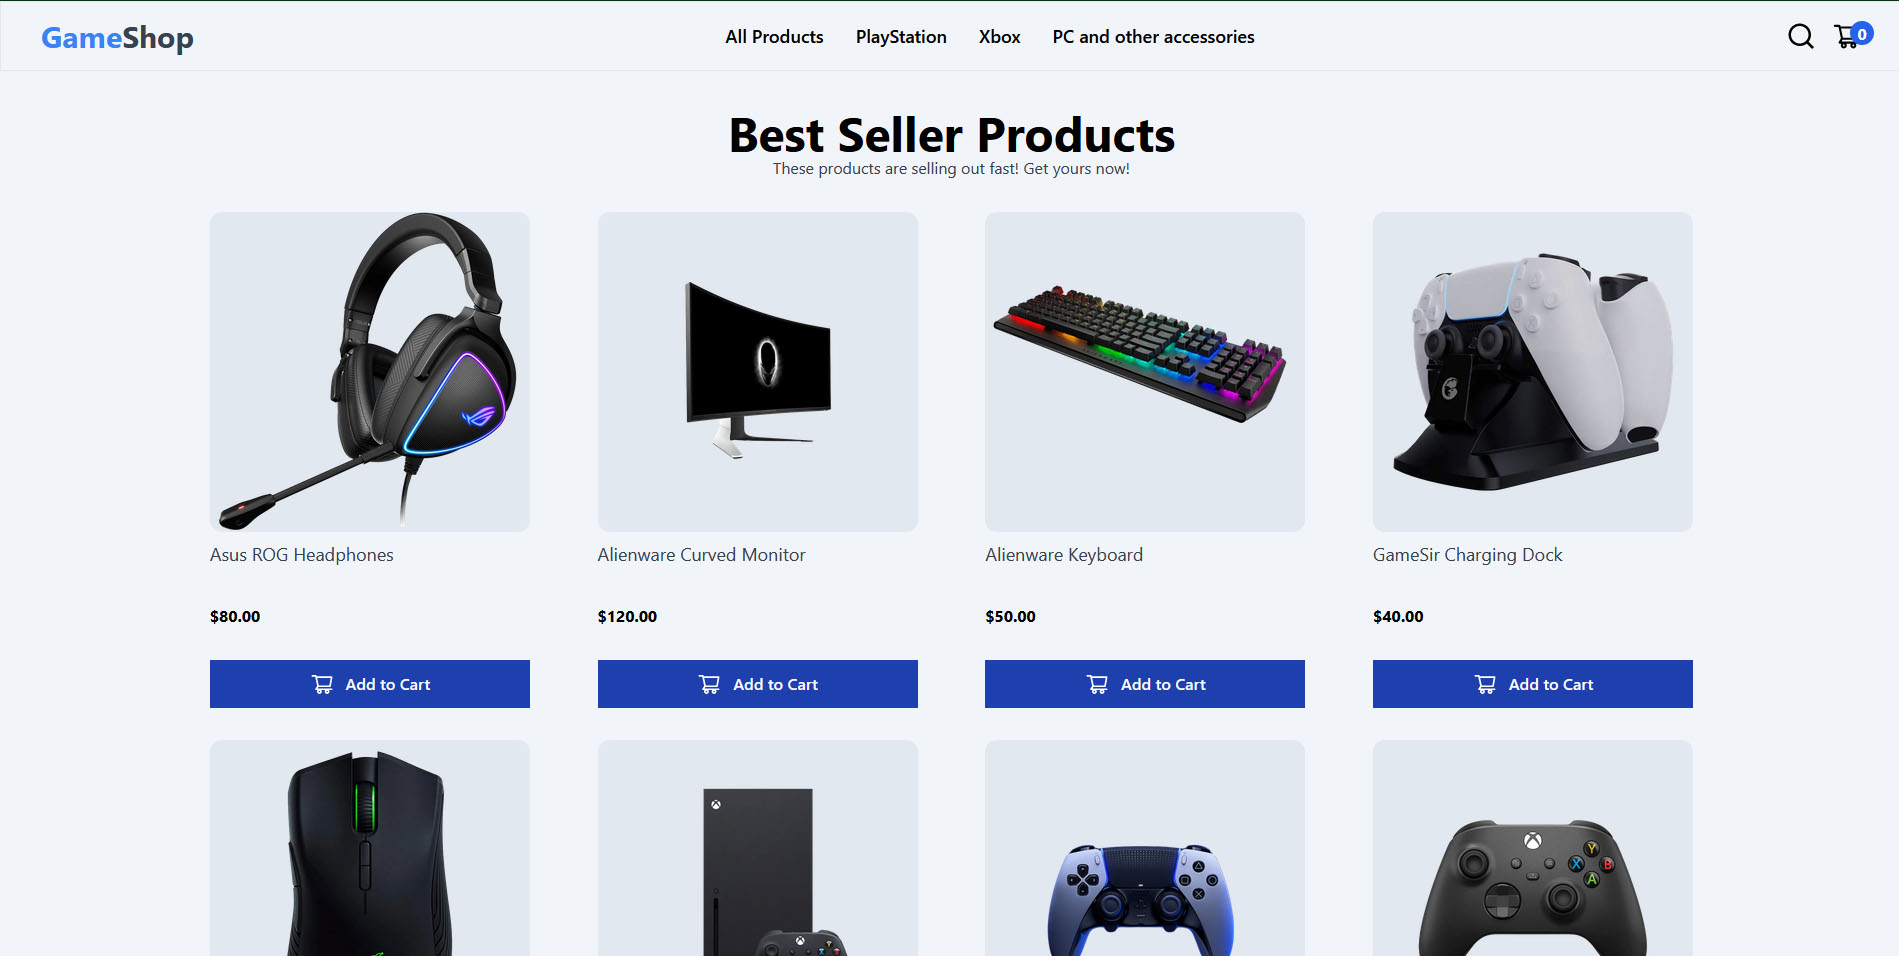 GameShop
All Products PlayStation Xbox PC and other accessories
0
Best Seller Products
These products are selling out fast! Get yours now!
Asus ROG Headphones
$80.00
Add to Cart
Alienware Curved Monitor
$120.00
Add to Cart
Alienware Keyboard
$50.00
Add to Cart
GameSir Charging Dock
$40.00
Add to Cart
Y
X
B
A